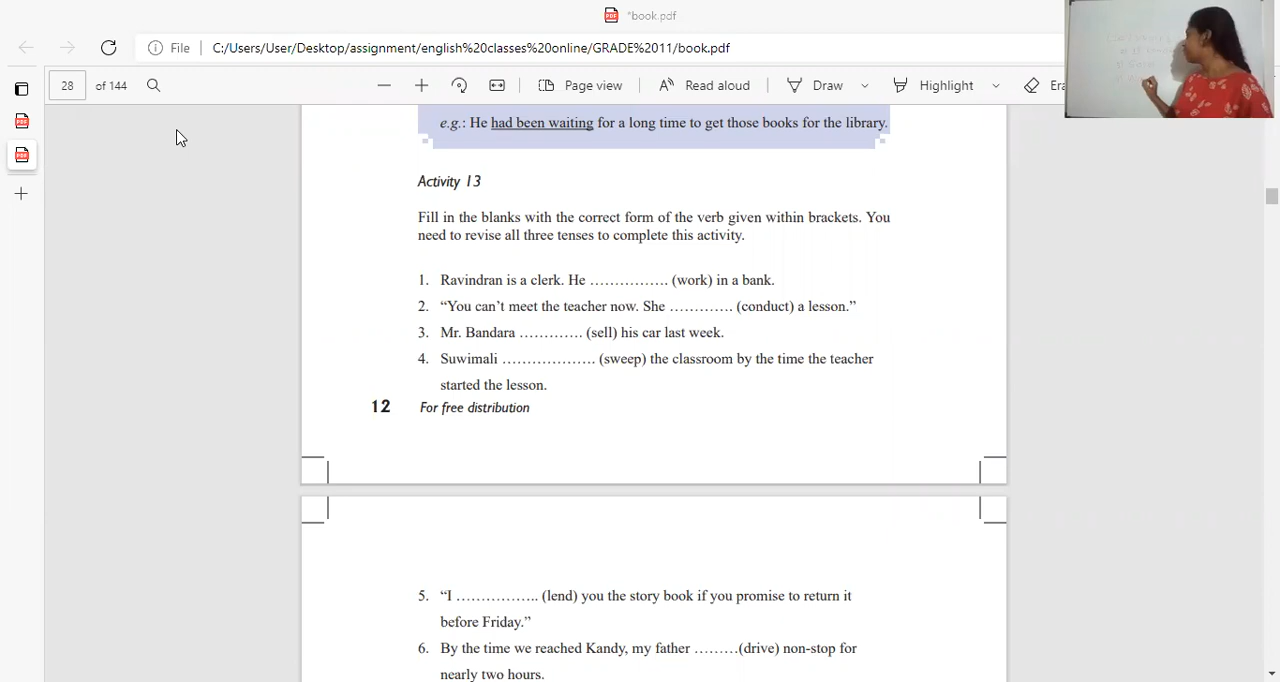 *book.pdf
File C:/Users/User/Desktop/assignment/english%20classes%20online/GRADE%2011/book.pdf
28 of 144 Page view Read aloud Draw Highlight Era
e.g.: He had been waiting for a long time to get those books for the library.
Activity 13
Fill in the blanks with the correct form of the verb given within brackets. You
need to revise all three tenses to complete this activity.
1. Ravindran is a clerk. He ……………. (work) in a bank.
2. “You can’t meet the teacher now. She …………. (conduct) a lesson.”
3. Mr. Bandara …………. (sell) his car last week.
4. Suwimali ………………. (sweep) the classroom by the time the teacher
started the lesson.
12 For free distribution
5. “I …………….. (lend) you the story book if you promise to return it
before Friday.”
6. By the time we reached Kandy, my father ………(drive) non-stop for
nearly two hours.